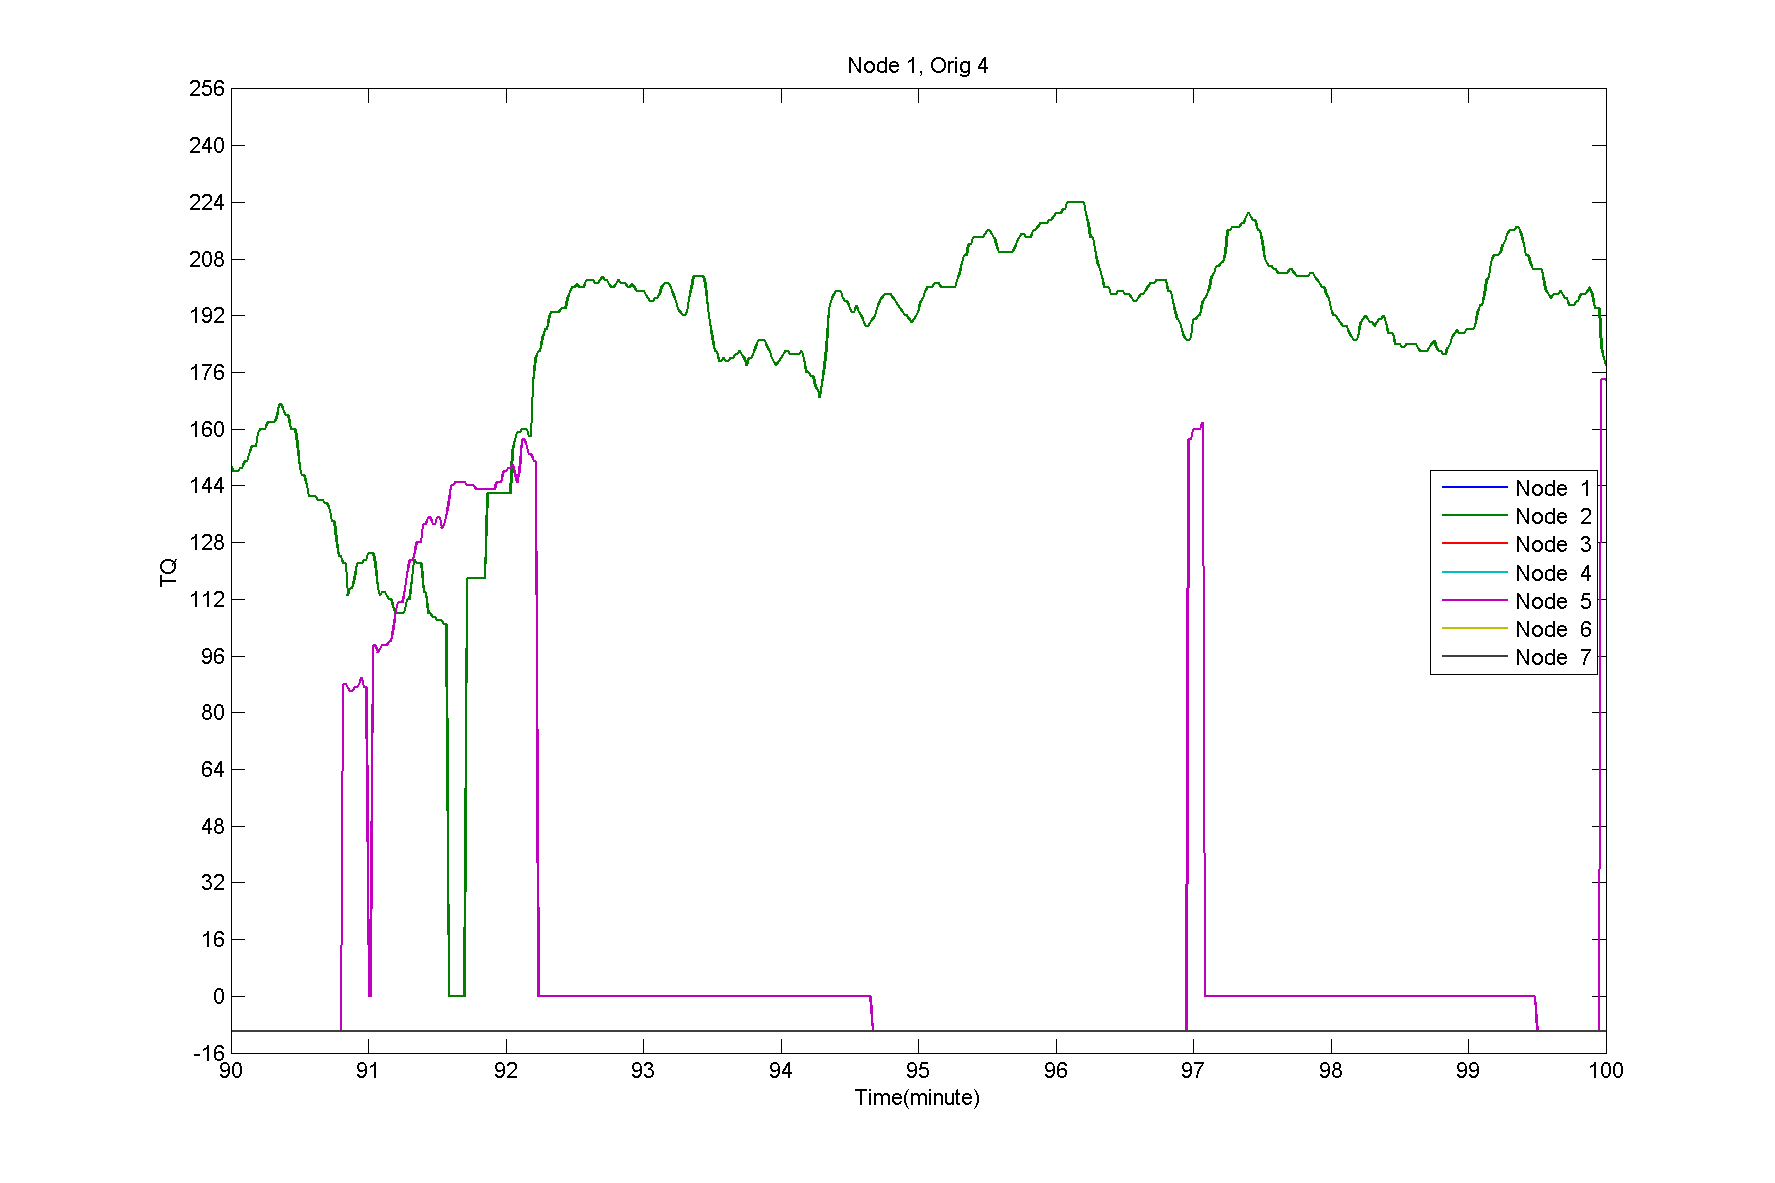 Node 1, Orig 4
256
240
224
208
192
176
160
144
128
112
96
80
64
48
32
16
0
-16
TQ
Node 1
Node 2
Node 3
Node 4
Node 5
Node 6
Node 7
90 91 92 93 94 95 96 97 98 99 100
Time(minute)